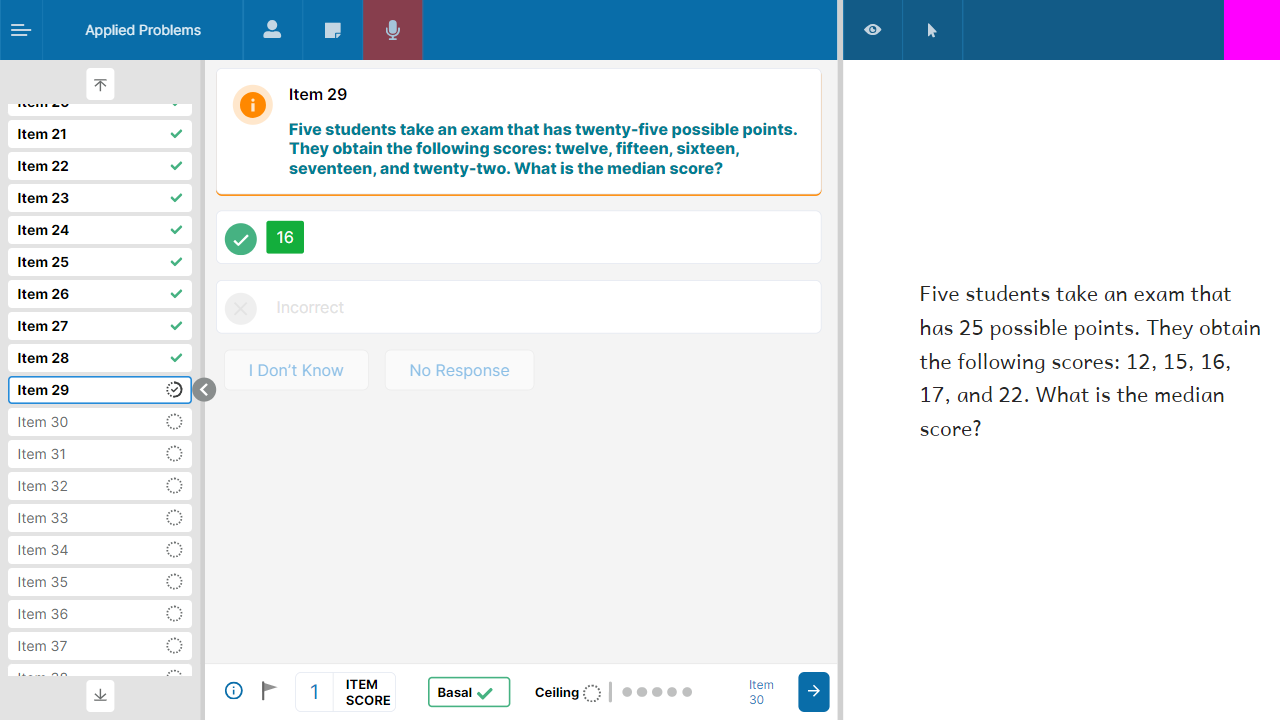 Applied Problems
Item 21
Item 22
Item 23
Item 24
Item 25
Item 26
Item 27
Item 28
Item 29
Item 30
Item 31
Item 32
Item 33
Item 34
Item 35
Item 36
Item 37
Item 29
Five students take an exam that has twenty-five possible points.
They obtain the following scores: twelve, fifteen, sixteen,
seventeen, and twenty-two. What is the median score?
16
Incorrect
I Don't Know
No Response
1
ITEM
SCORE
Basal
Ceiling
Item
30
Five students take an exam that
has 25 possible points. They obtain
the following scores: 12, 15, 16,
17, and 22. What is the median
score?